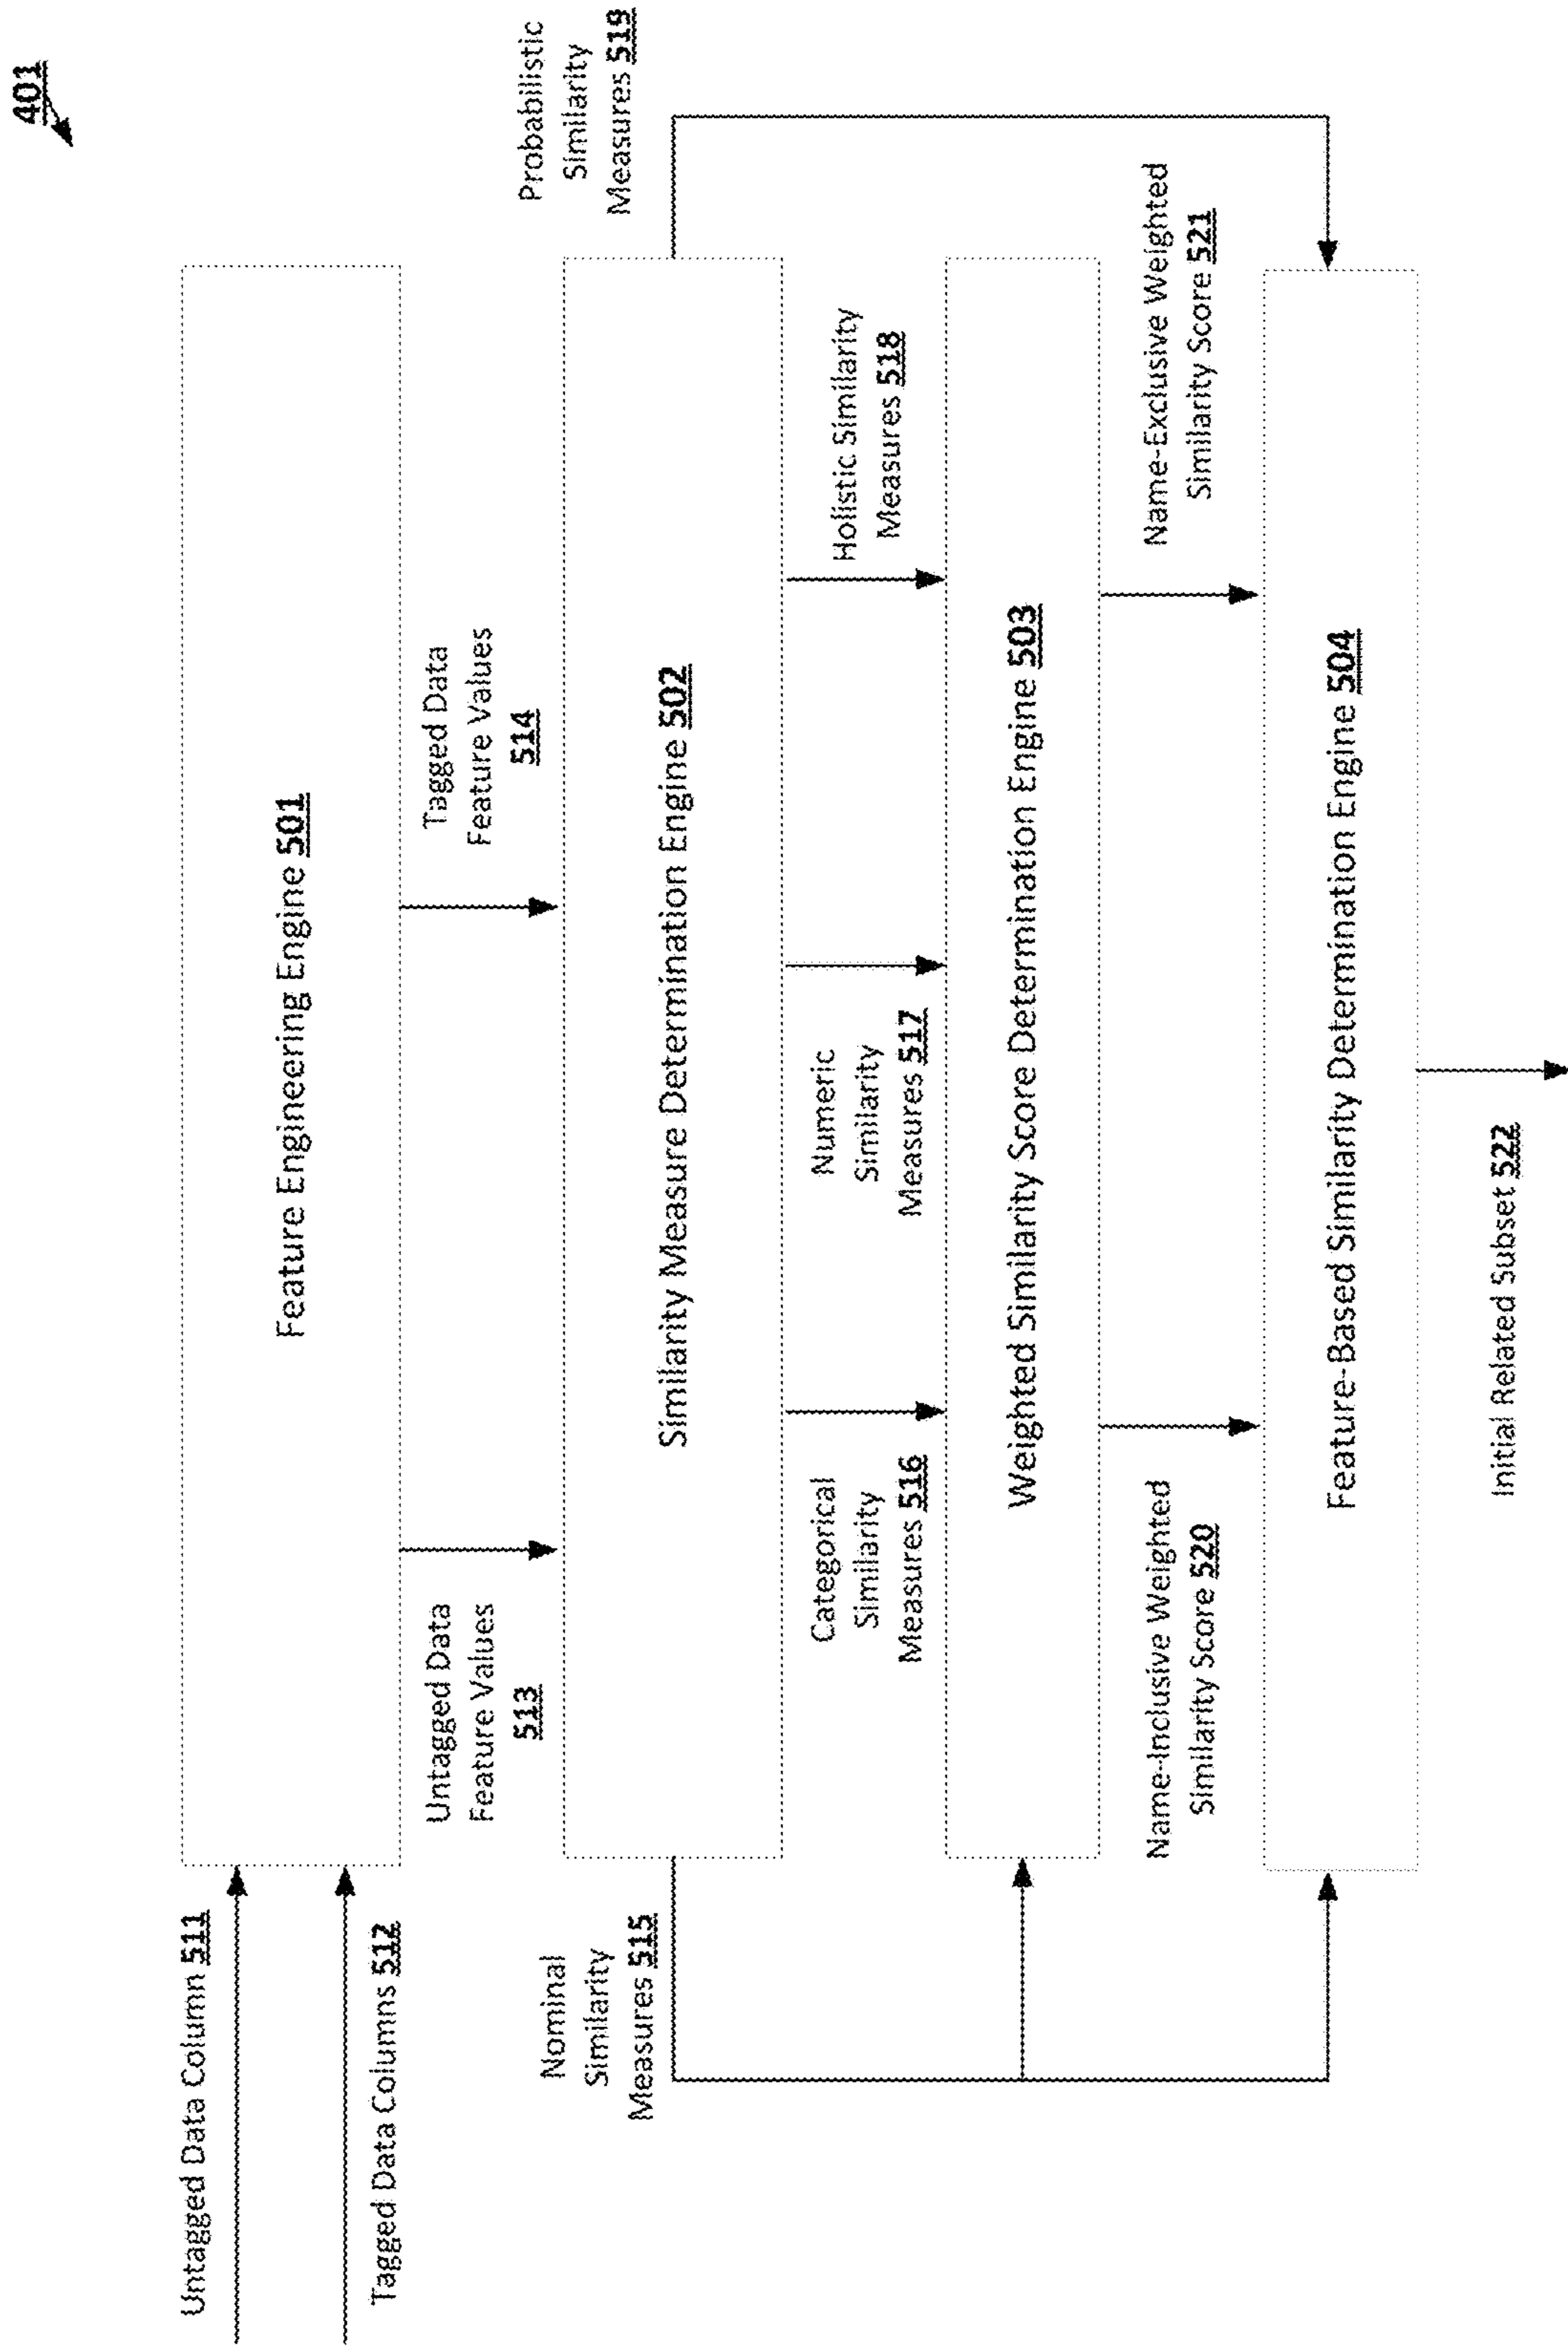 401
Untagged Data Column 511
Tagged Data Columns 512
Feature Engineering Engine 501
Untagged Data
Feature Values
513
Tagged Data
Feature Values
514
Nominal
Similarity
Measures 515
Similarity Measure Determination Engine 502
Probabilistic
Similarity
Measures 519
Categorical
Similarity
Measures 516
Numeric
Similarity
Measures 517
Holistic Similarity
Measures 518
Weighted Similarity Score Determination Engine 503
Name-Inclusive Weighted
Similarity Score 520
Name-Exclusive Weighted
Similarity Score 521
Feature-Based Similarity Determination Engine 504
Initial Related Subset 522